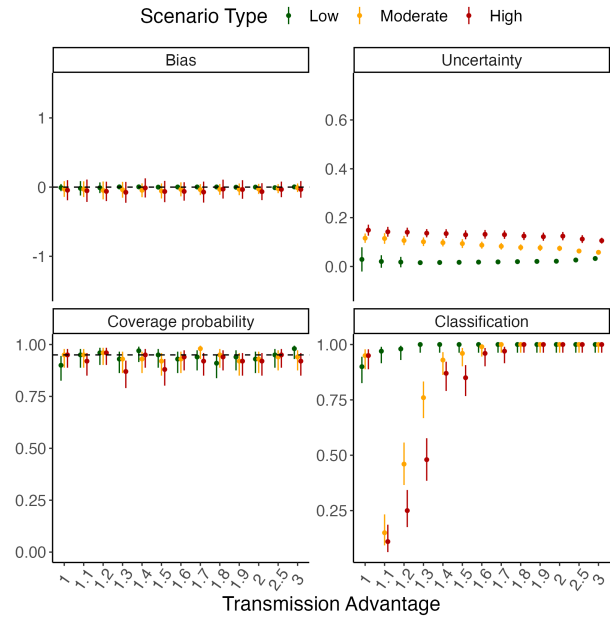 Scenario Type Low Moderate High
Bias
Uncertainty
1
0
-1
0.6
0.4
0.2
0.0
Coverage probability
Classification
1.00
0.75
0.50
0.25
0.00
1.00
0.75
0.50
0.25
1 1.1 1.2 1.3 1.4 1.5 1.6 1.7 1.8 1.9 2 2.5 3
1 1.1 1.2 1.3 1.4 1.5 1.6 1.7 1.8 1.9 2 2.5 3
Transmission Advantage